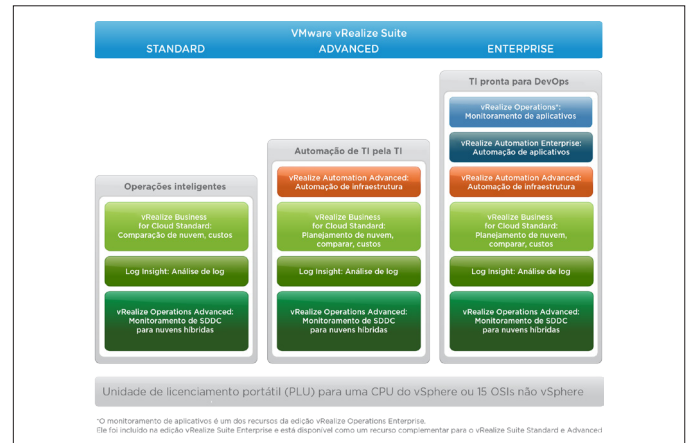 VMware vRealize Suite
STANDARD
ADVANCED
ENTERPRISE
Operações inteligentes
vRealize Business
for Cloud Standard:
Comparação de nuvem, custos
Log Insight: Análise de log
vRealize Operations Advanced:
Monitoramento de SDDC
para nuvens híbridas
Automação de TI pela TI
vRealize Automation Advanced:
Automação de infraestrutura
vRealize Business
for Cloud Standard:
Planejamento de nuvem,
comparar, custos
Log Insight: Análise de log
vRealize Operations Advanced:
Monitoramento de SDDC
para nuvens híbridas
TI pronta para DevOps
vRealize Operations*:
Monitoramento de aplicativos
vRealize Automation Enterprise:
Automação de aplicativos
vRealize Automation Advanced:
Automação de infraestrutura
vRealize Business
for Cloud Standard:
Planejamento de nuvem,
comparar, custos
Log Insight: Análise de log
vRealize Operations Advanced:
Monitoramento de SDDC
para nuvens híbridas
Unidade de licenciamento portátil (PLU) para uma CPU do vSphere ou 15 OSIs não vSphere
*O monitoramento de aplicativos é um dos recursos da edição vRealize Operations Enterprise.
Ele foi incluído na edição vRealize Suite Enterprise e está disponível como um recurso complementar para o vRealize Suite Standard e Advanced